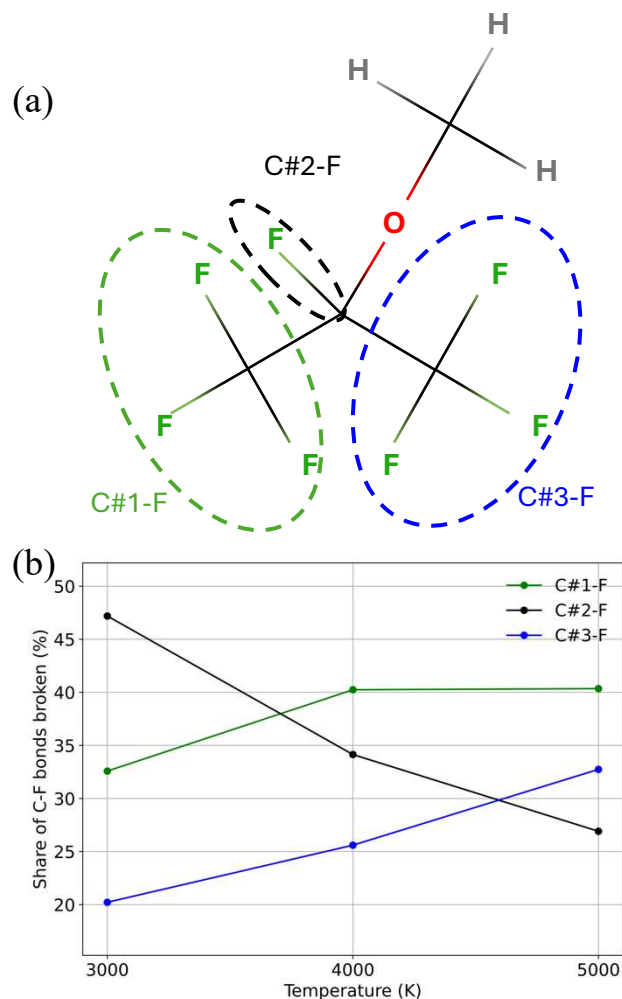 H
H
(a)
C#2-F
H
F
O
F
F
F
F
F
F
C#1-F
C#3-F
(b)
50
C#1-F
C#2-F
45
C#3-F
40
35
30
25
20
Share of C-F bonds broken (%)
3000
4000
5000
Temperature (K)